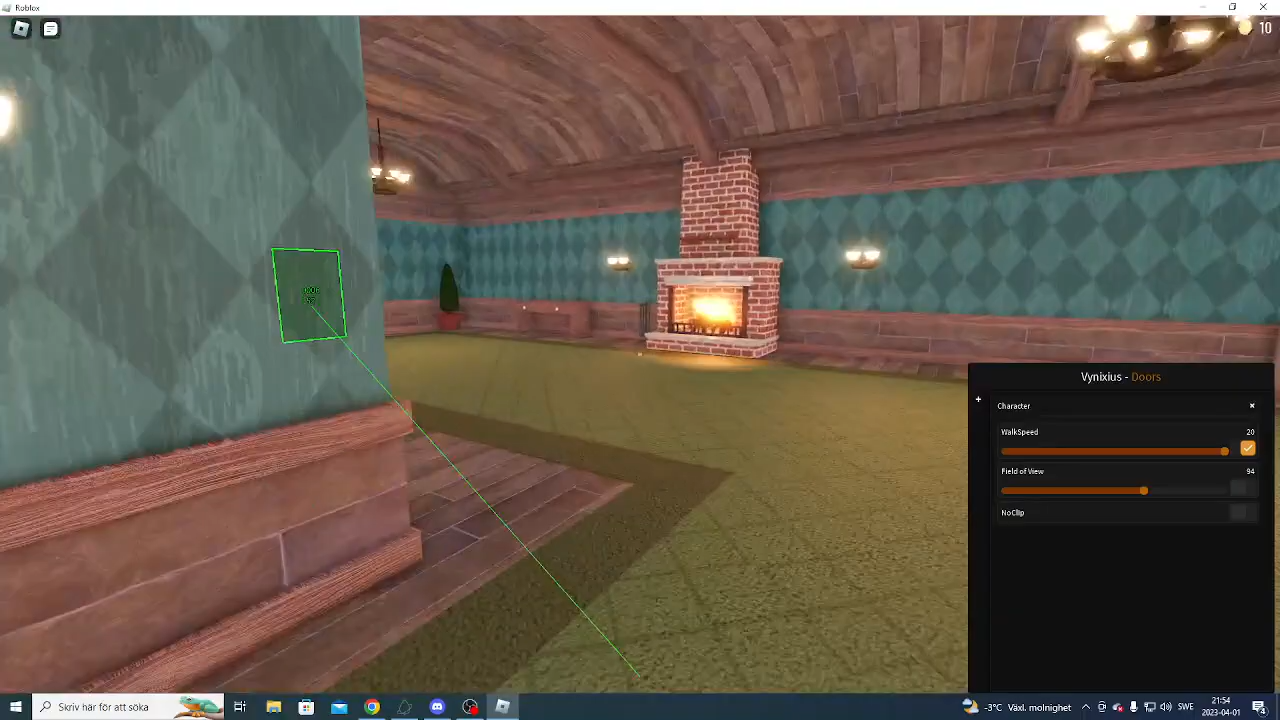 Roblox
10
Vynixius - Doors
+
Character ×
WalkSpeed 20
Field of View 94
NoClip
Skriv här för att söka
-3°C Växl. molnighet
SWE
21:54
2023-04-01